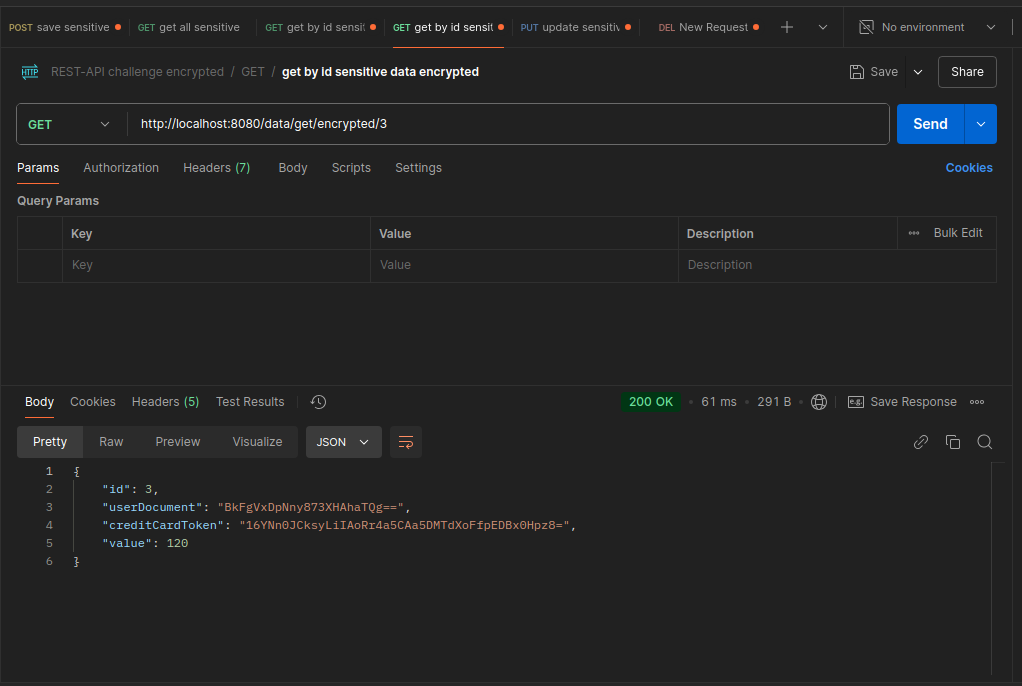 POST save sensitive GET get all sensitive GET get by id sensit GET get by id sensit PUT update sensitiv DEL New Request No environment
HTTP REST-API challenge encrypted / GET / get by id sensitive data encrypted Save Share
GET http://localhost:8080/data/get/encrypted/3 Send
Params Authorization Headers (7) Body Scripts Settings Cookies
Query Params
Key Value Description Bulk Edit
Key Value Description
Body Cookies Headers (5) Test Results 200 OK 61 ms 291 B e.g. Save Response
Pretty Raw Preview Visualize JSON
1 {
2 "id": 3,
3 "userDocument": "BkFgVxDpNny873XHAhaTQg==",
4 "creditCardToken": "16YNn0JCksyLiIAoRr4a5CAa5DMTdXoFfpEDBx0Hpz8=",
5 "value": 120
6 }